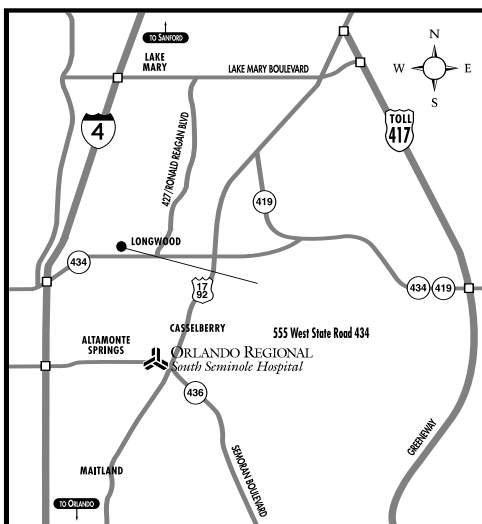 TO SANFORD
N
LAKE
MARY
LAKE MARY BOULEVARD
W
E
S
4
TOLL
417
427/RONALD REAGAN BLVD
419
LONGWOOD
434
17
92
434
419
CASSELBERRY
555 West State Road 434
ALTAMONTE
SPRINGS
ORLANDO REGIONAL
South Seminole Hospital
436
SEMORAN BOULEVARD
GREENEWAY
MAITLAND
TO ORLANDO